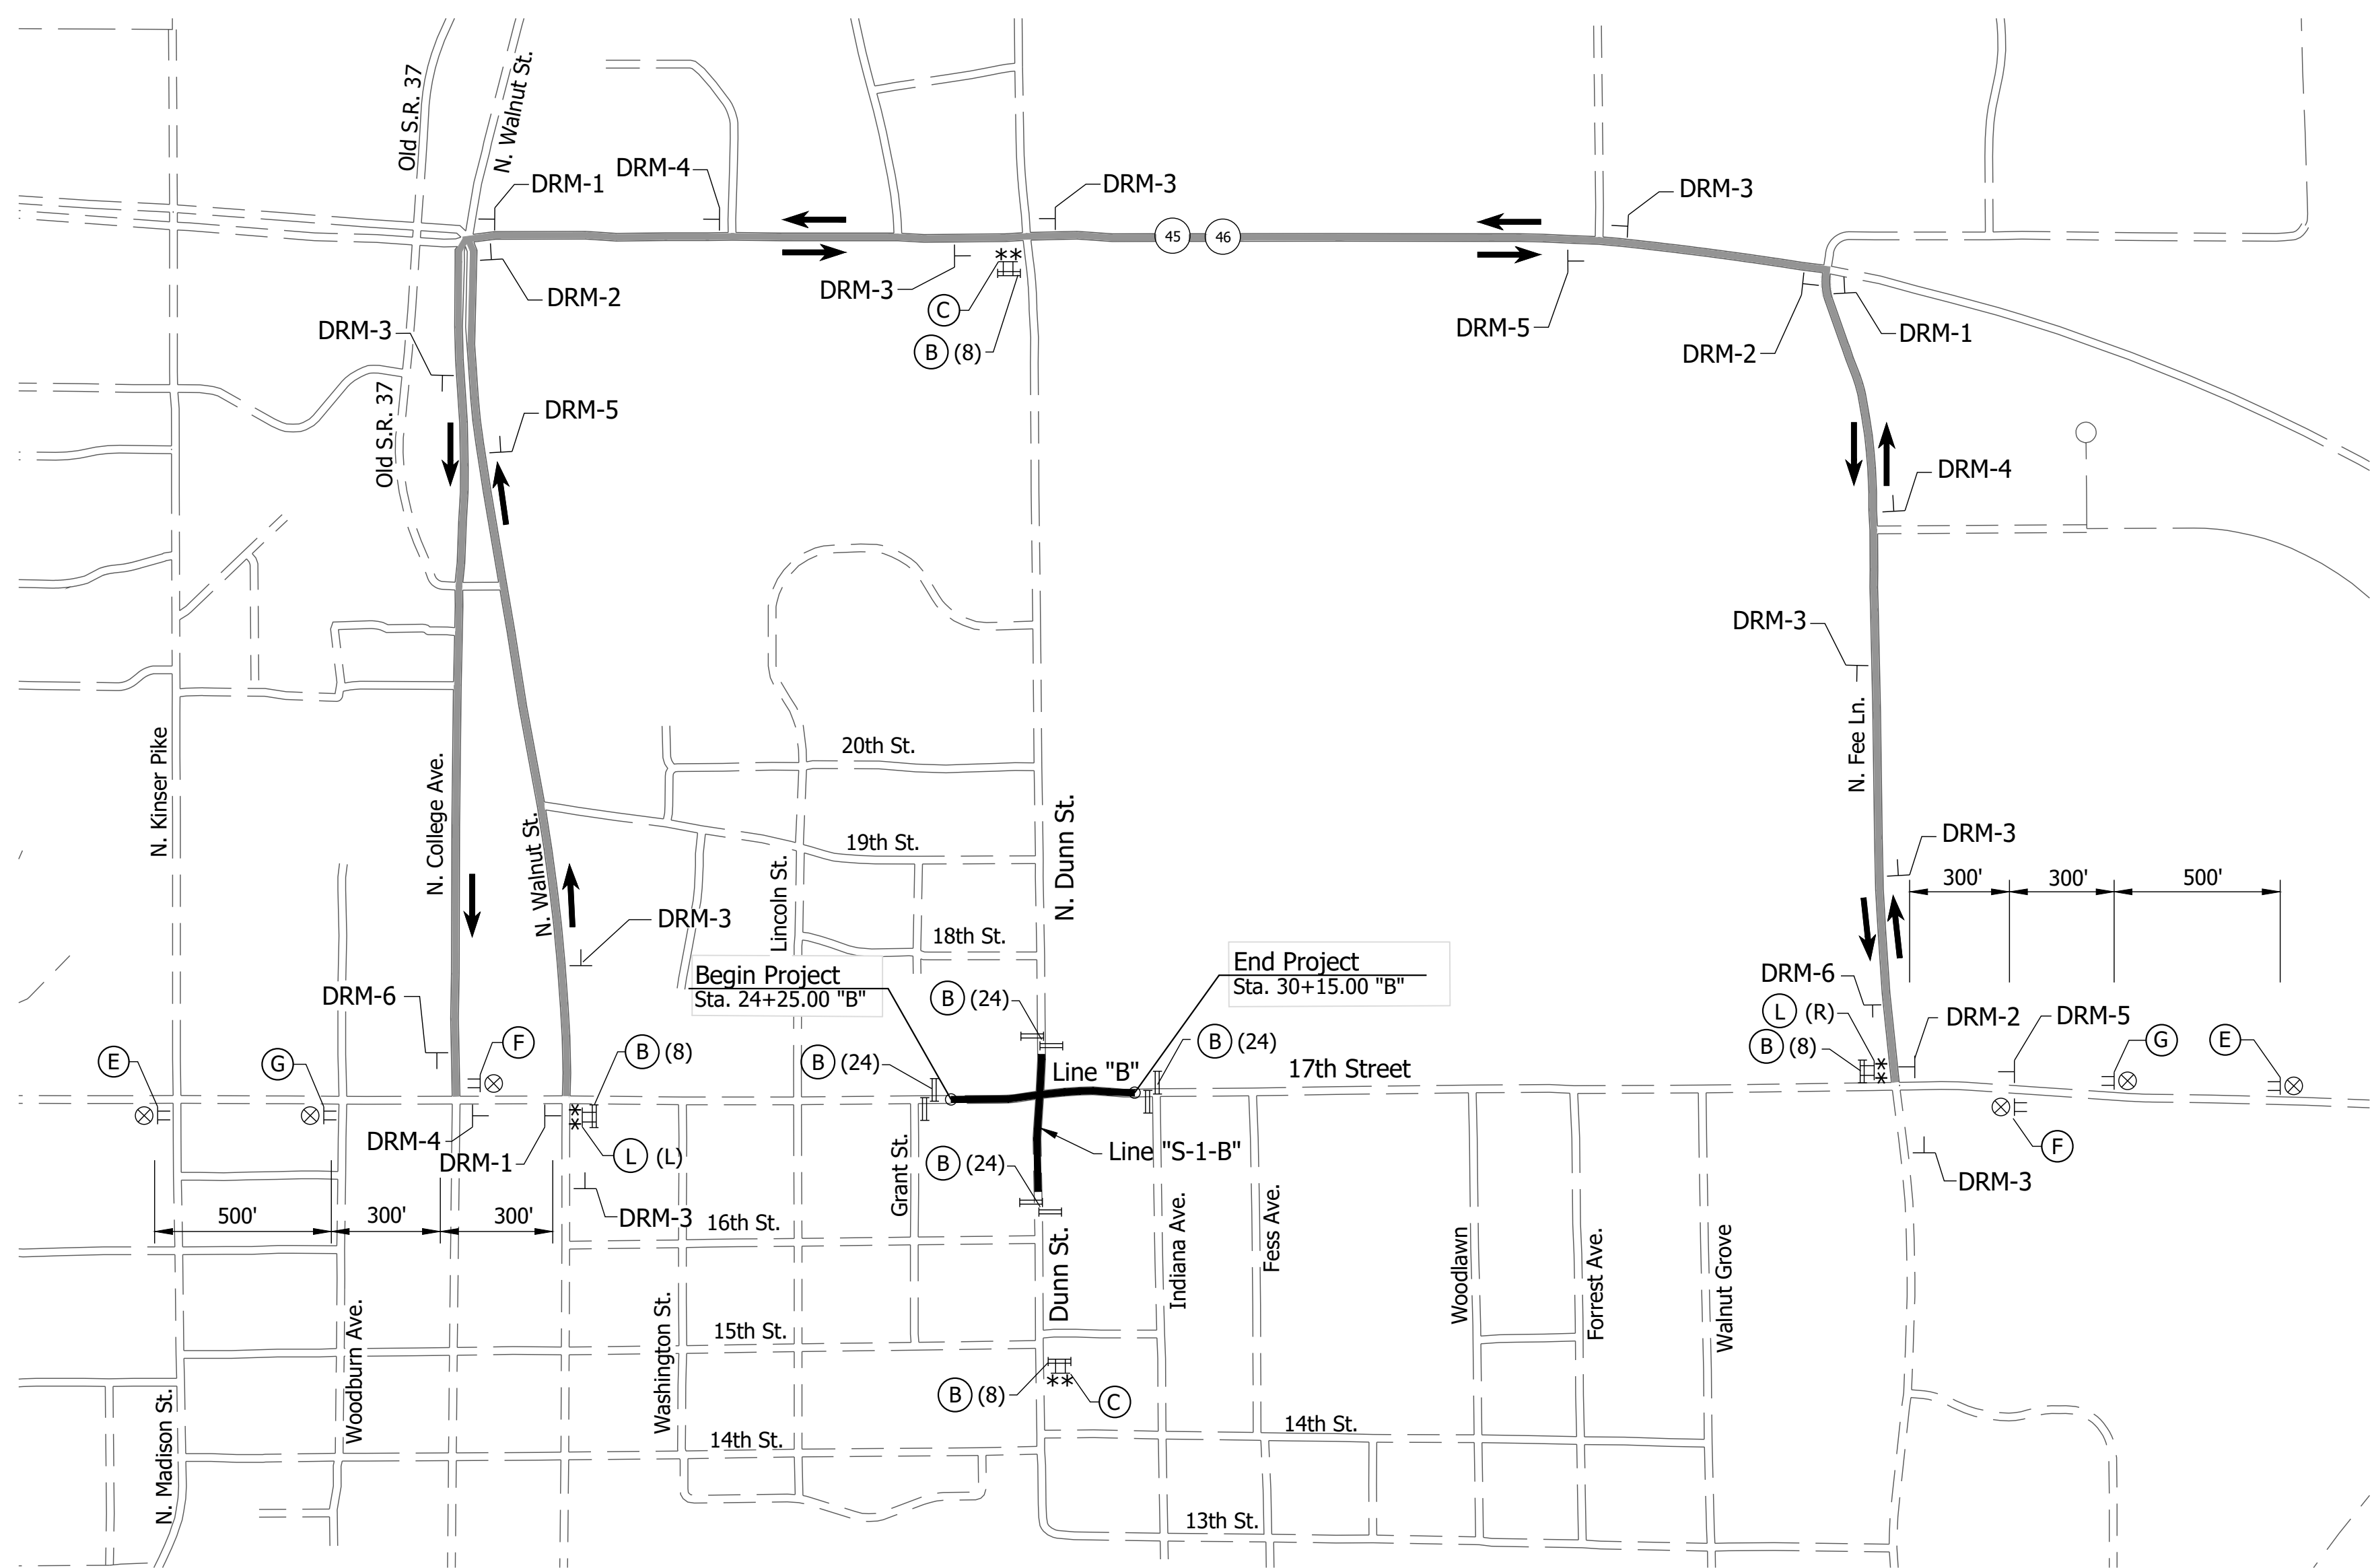 Old S.R. 37
N. Walnut St.
DRM-1
DRM-4
DRM-3
DRM-3
45
46
DRM-2
DRM-3
C
B (8)
DRM-3
DRM-5
DRM-2
DRM-1
Old S.R. 37
DRM-5
DRM-4
DRM-3
N. Kinser Pike
N. College Ave.
N. Walnut St.
20th St.
19th St.
Lincoln St.
N. Dunn St.
N. Fee Ln.
DRM-3
300'
300'
500'
DRM-3
18th St.
Begin Project
Sta. 24+25.00 "B"
End Project
Sta. 30+15.00 "B"
B (24)
DRM-6
DRM-6
L (R)
B (8)
DRM-2
DRM-5
E
G
F
B (8)
B (24)
Line "B"
B (24)
17th Street
G
E
DRM-4
DRM-1
L (L)
B (24)
Line "S-1-B"
F
DRM-3
DRM-3
500'
300'
300'
Grant St.
16th St.
Dunn St.
Indiana Ave.
Fess Ave.
Woodlawn
Forrest Ave.
Walnut Grove
N. Madison St.
Woodburn Ave.
Washington St.
15th St.
B (8)
C
14th St.
14th St.
13th St.